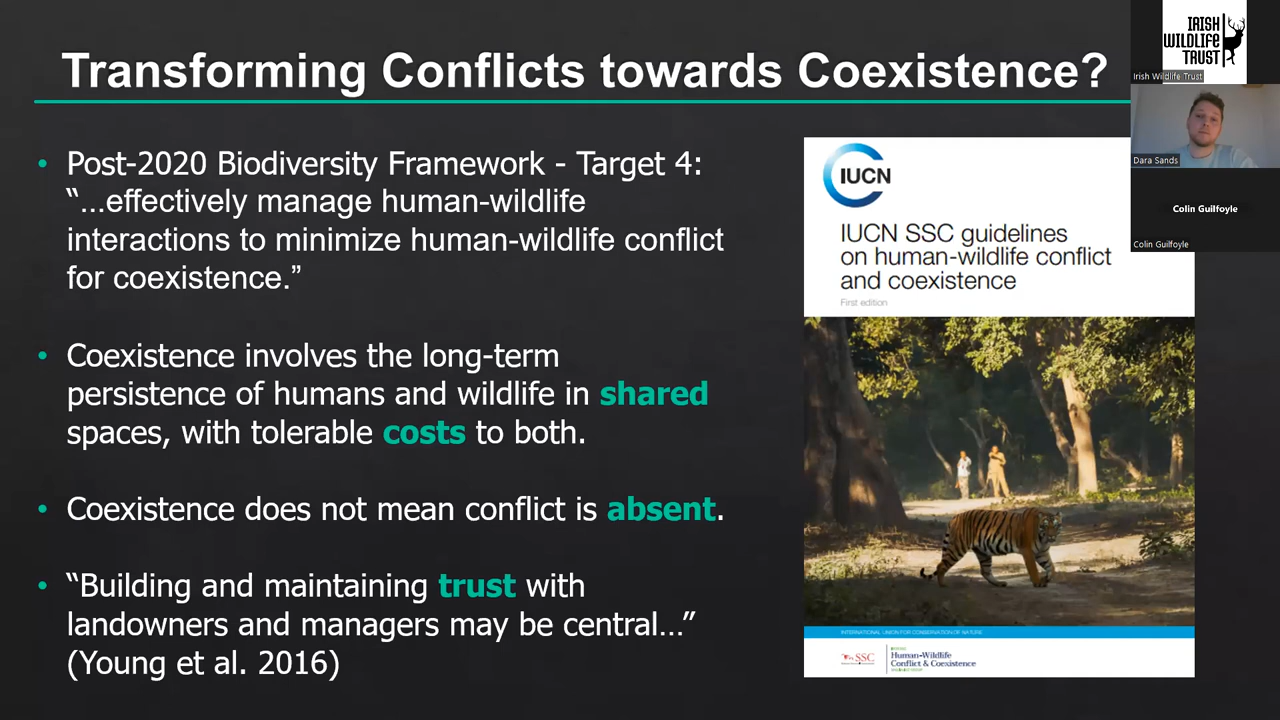 Transforming Conflicts towards Coexistence?
• Post-2020 Biodiversity Framework - Target 4:
“…effectively manage human-wildlife
interactions to minimize human-wildlife conflict
for coexistence.”
• Coexistence involves the long-term
persistence of humans and wildlife in shared
spaces, with tolerable costs to both.
• Coexistence does not mean conflict is absent.
• “Building and maintaining trust with
landowners and managers may be central…”
(Young et al. 2016)
IUCN
IUCN SSC guidelines
on human-wildlife conflict
and coexistence
First edition
INTERNATIONAL UNION FOR CONSERVATION OF NATURE
SSC
Human-Wildlife
Conflict & Coexistence
IRISH
WILDLIFE
TRUST
Irish Wildlife Trust
Dara Sands
Colin Guilfoyle
Colin Guilfoyle